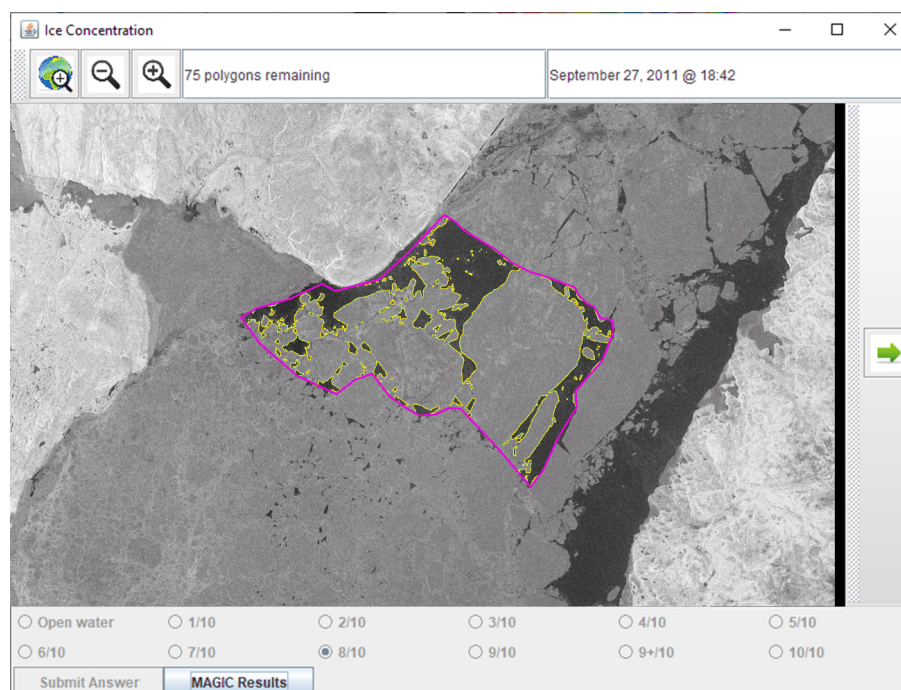 Ice Concentration
75 polygons remaining September 27, 2011 @ 18:42
Open water 1/10 2/10 3/10 4/10 5/10
6/10 7/10 8/10 9/10 9+/10 10/10
Submit Answer MAGIC Results